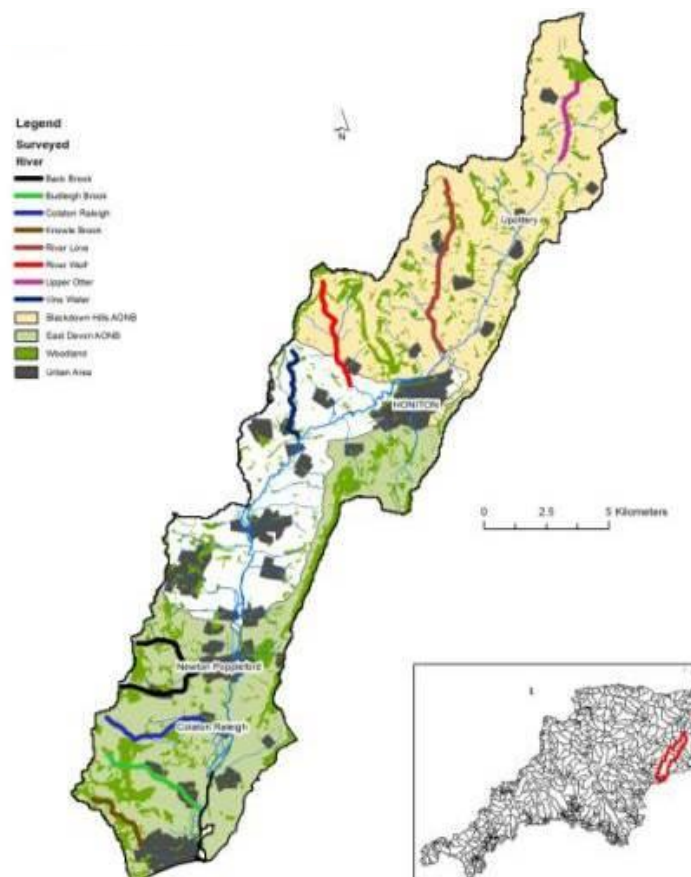 Legend
Surveyed
River
Back Brook
Budleigh Brook
Colaton Raleigh
Knowle Brook
River Love
River Wolf
Upper Otter
Vine Water
Blackdown Hills AONB
East Devon AONB
Woodland
Urban Area
N
Upottery
HONITON
0 2.5 5 Kilometers
Newton Poppleford
Colaton Raleigh